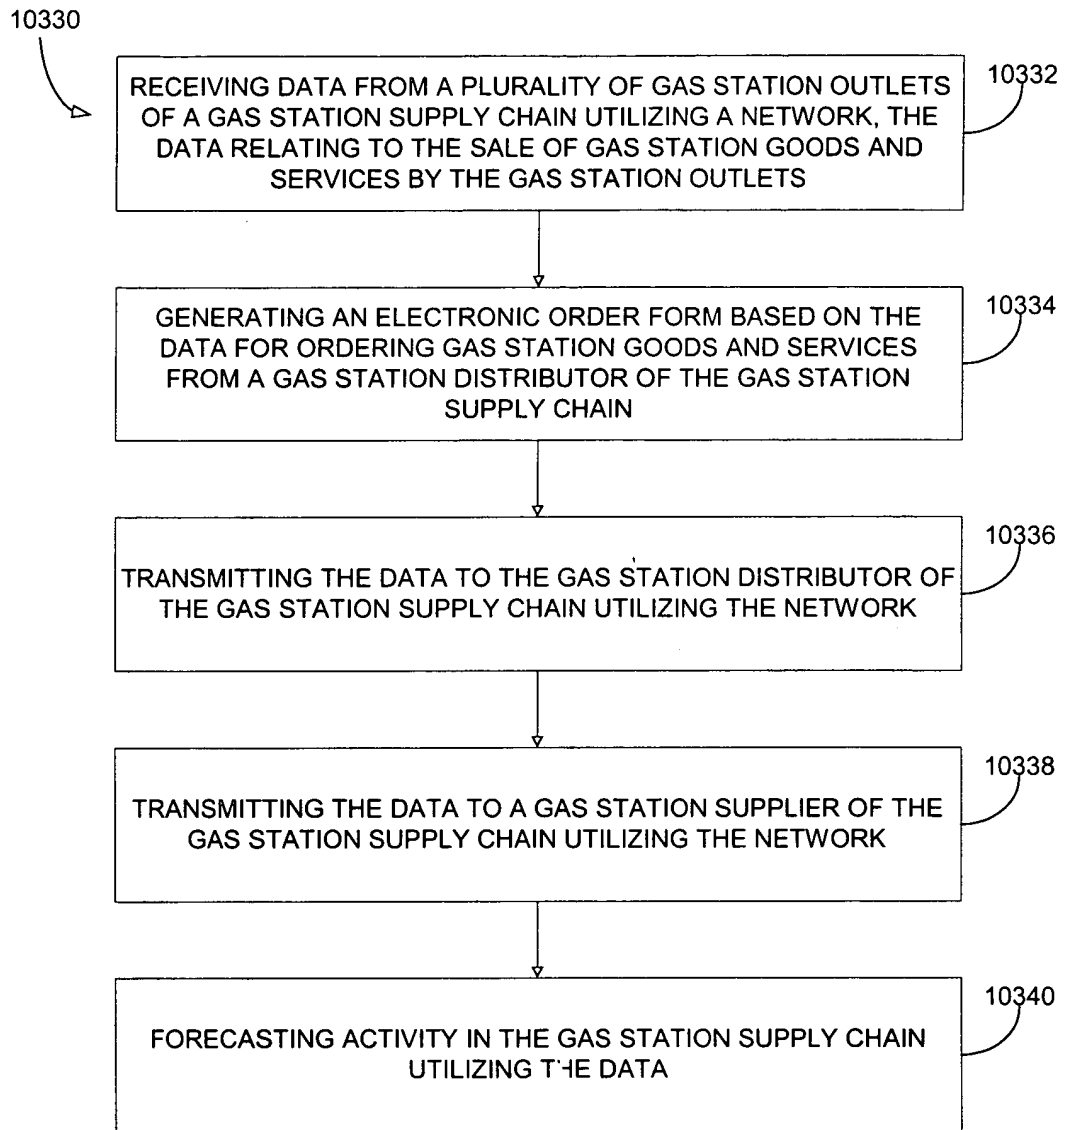 10330
RECEIVING DATA FROM A PLURALITY OF GAS STATION OUTLETS
OF A GAS STATION SUPPLY CHAIN UTILIZING A NETWORK, THE
DATA RELATING TO THE SALE OF GAS STATION GOODS AND
SERVICES BY THE GAS STATION OUTLETS
10332
GENERATING AN ELECTRONIC ORDER FORM BASED ON THE
DATA FOR ORDERING GAS STATION GOODS AND SERVICES
FROM A GAS STATION DISTRIBUTOR OF THE GAS STATION
SUPPLY CHAIN
10334
TRANSMITTING THE DATA TO THE GAS STATION DISTRIBUTOR OF
THE GAS STATION SUPPLY CHAIN UTILIZING THE NETWORK
10336
TRANSMITTING THE DATA TO A GAS STATION SUPPLIER OF THE
GAS STATION SUPPLY CHAIN UTILIZING THE NETWORK
10338
FORECASTING ACTIVITY IN THE GAS STATION SUPPLY CHAIN
UTILIZING THE DATA
10340